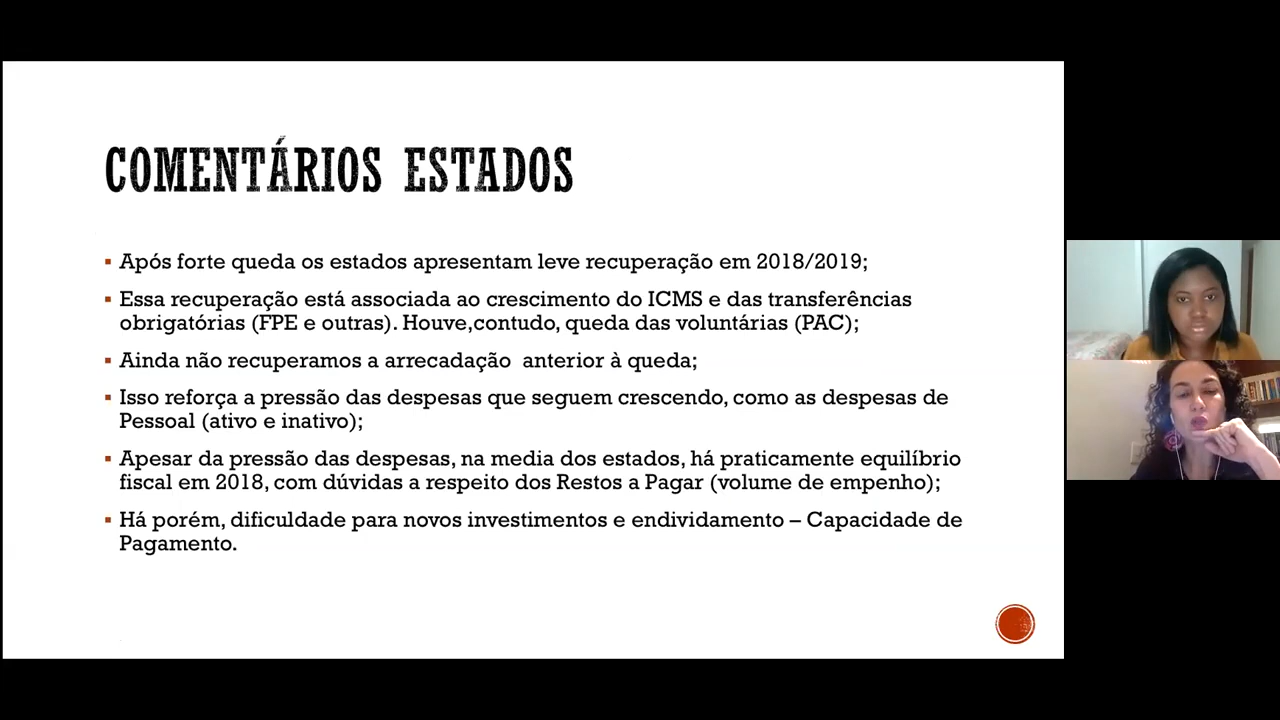 COMENTÁRIOS ESTADOS
▪ Após forte queda os estados apresentam leve recuperação em 2018/2019;
▪ Essa recuperação está associada ao crescimento do ICMS e das transferências
obrigatórias (FPE e outras). Houve,contudo, queda das voluntárias (PAC);
▪ Ainda não recuperamos a arrecadação  anterior à queda;
▪ Isso reforça a pressão das despesas que seguem crescendo, como as despesas de
Pessoal (ativo e inativo);
▪ Apesar da pressão das despesas, na media dos estados, há praticamente equilíbrio
fiscal em 2018, com dúvidas a respeito dos Restos a Pagar (volume de empenho);
▪ Há porém, dificuldade para novos investimentos e endividamento – Capacidade de
Pagamento.